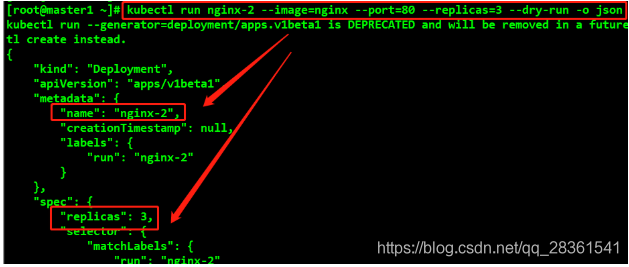 [root@master1 ~]# kubectl run nginx-2 --image=nginx --port=80 --replicas=3 --dry-run -o json
kubectl run --generator=deployment/apps.v1beta1 is DEPRECATED and will be removed in a future
tl create instead.
{
    "kind": "Deployment",
    "apiVersion": "apps/v1beta1"
    "metadata": {
        "name": "nginx-2",
        "creationTimestamp": null,
        "labels": {
            "run": "nginx-2"
        }
    },
    "spec": {
        "replicas": 3,
        "selector": {
            "matchLabels": {
                "run": "nginx-2"
https://blog.csdn.net/qq_28361541